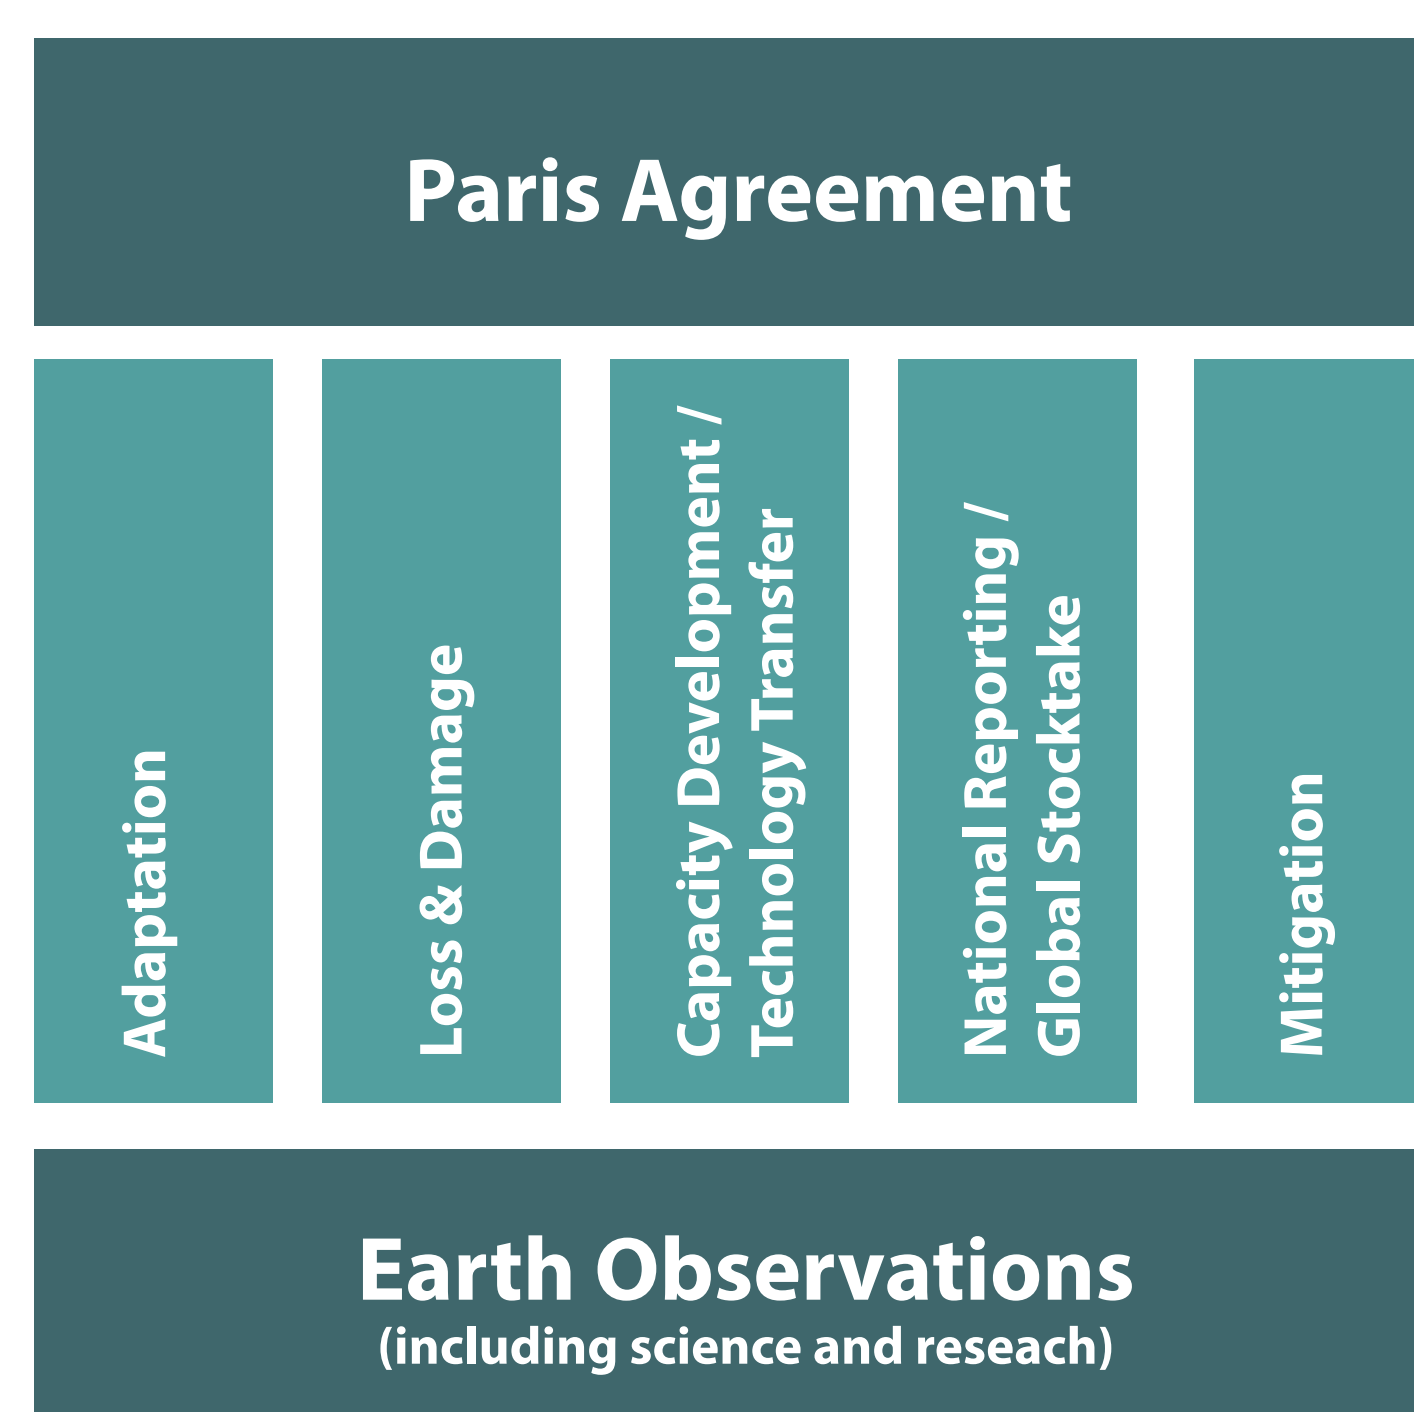 Paris Agreement
Adaptation
Loss & Damage
Capacity Development /
Technology Transfer
National Reporting /
Global Stocktake
Mitigation
Earth Observations
(including science and reseach)